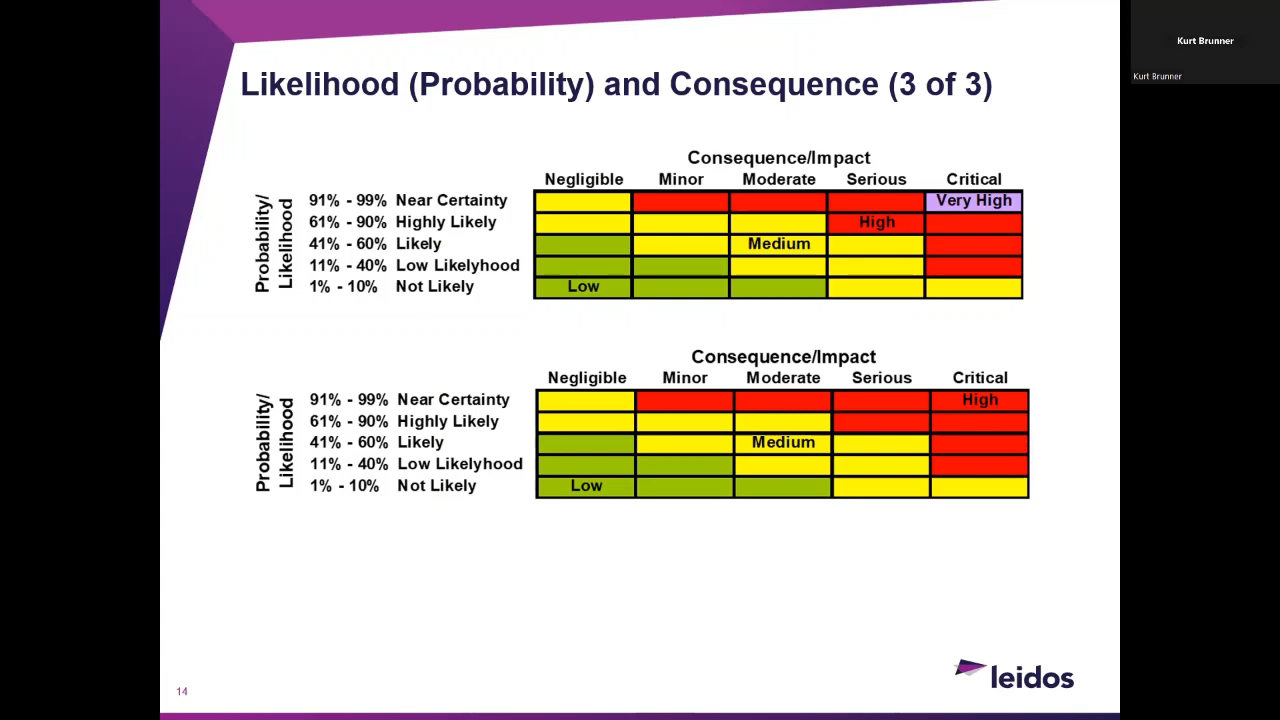 Kurt Brunner
Kurt Brunner
Likelihood (Probability) and Consequence (3 of 3)
Consequence/Impact
Negligible Minor Moderate Serious Critical
Probability/
Likelihood
91% - 99% Near Certainty Very High
61% - 90% Highly Likely High
41% - 60% Likely Medium
11% - 40% Low Likelyhood
1% - 10% Not Likely Low
Consequence/Impact
Negligible Minor Moderate Serious Critical
Probability/
Likelihood
91% - 99% Near Certainty High
61% - 90% Highly Likely
41% - 60% Likely Medium
11% - 40% Low Likelyhood
1% - 10% Not Likely Low
14
leidos